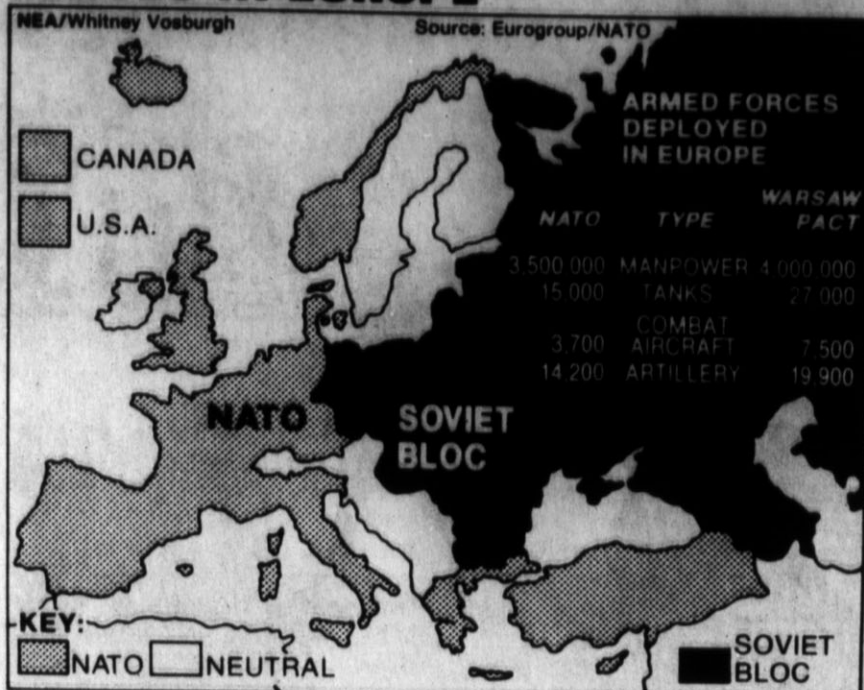 NEA/Whitney Vosburgh
Source: Eurogroup/NATO
CANADA
U.S.A.
ARMED FORCES
DEPLOYED
IN EUROPE
NATO TYPE WARSAW PACT
3,500,000 MANPOWER 4,000,000
15,000 TANKS 27,000
3,700 COMBAT AIRCRAFT 7,500
14,200 ARTILLERY 19,900
NATO
SOVIET
BLOC
KEY:
NATO NEUTRAL
SOVIET
BLOC